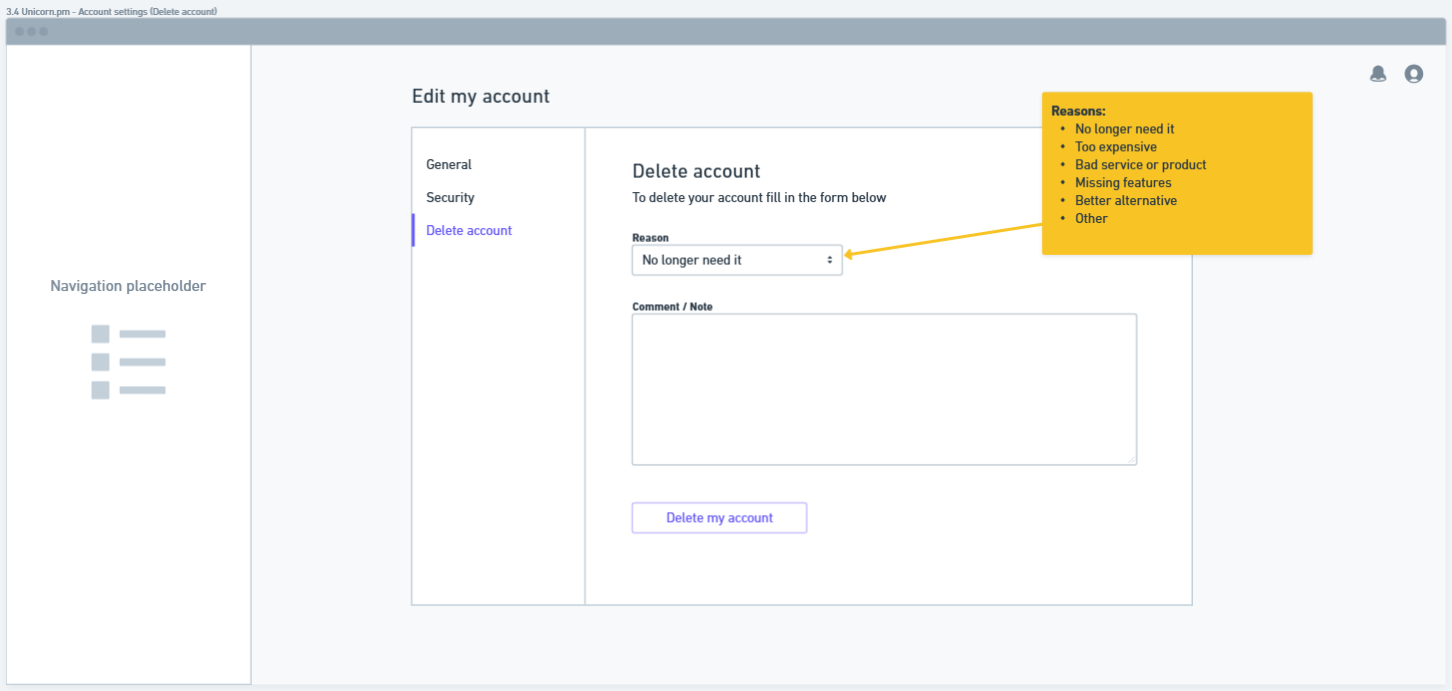 3.4 Unicorn.pm - Account settings (Delete account)
Navigation placeholder
Edit my account
General
Security
Delete account
Delete account
To delete your account fill in the form below
Reason
No longer need it
Comment / Note
Delete my account
Reasons:
• No longer need it
• Too expensive
• Bad service or product
• Missing features
• Better alternative
• Other